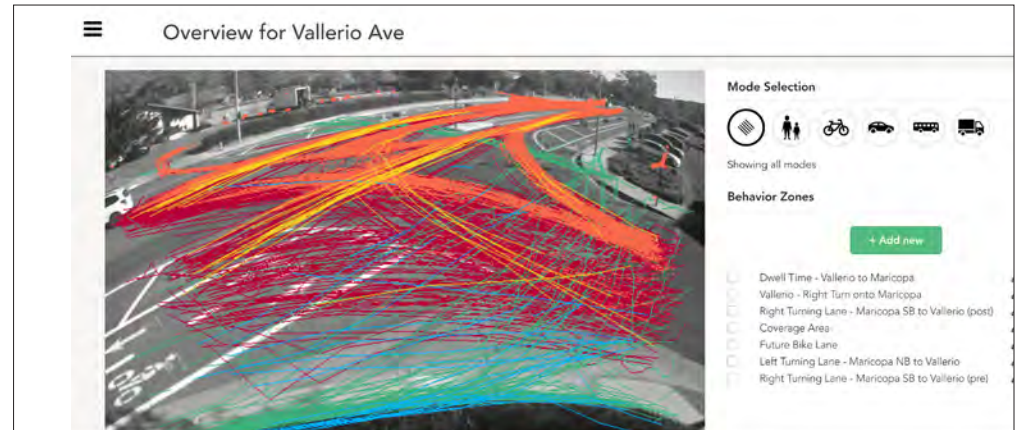 Overview for Vallerio Ave
Mode Selection
Showing all modes
Behavior Zones
+ Add new
Dwell Time - Vallerio to Maricopa
Vallerio - Right Turn onto Maricopa
Right Turning Lane - Maricopa SB to Vallerio (post)
Coverage Area
Future Bike Lane
Left Turning Lane - Maricopa NB to Vallerio
Right Turning Lane - Maricopa SB to Vallerio (pre)